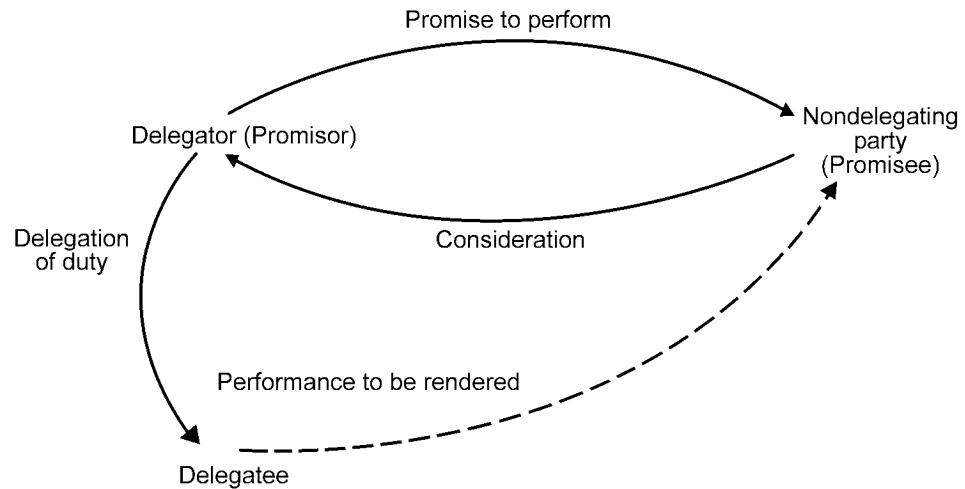 Promise to perform
Delegator (Promisor)
Nondelegating
party
(Promisee)
Consideration
Delegation
of duty
Performance to be rendered
Delegatee